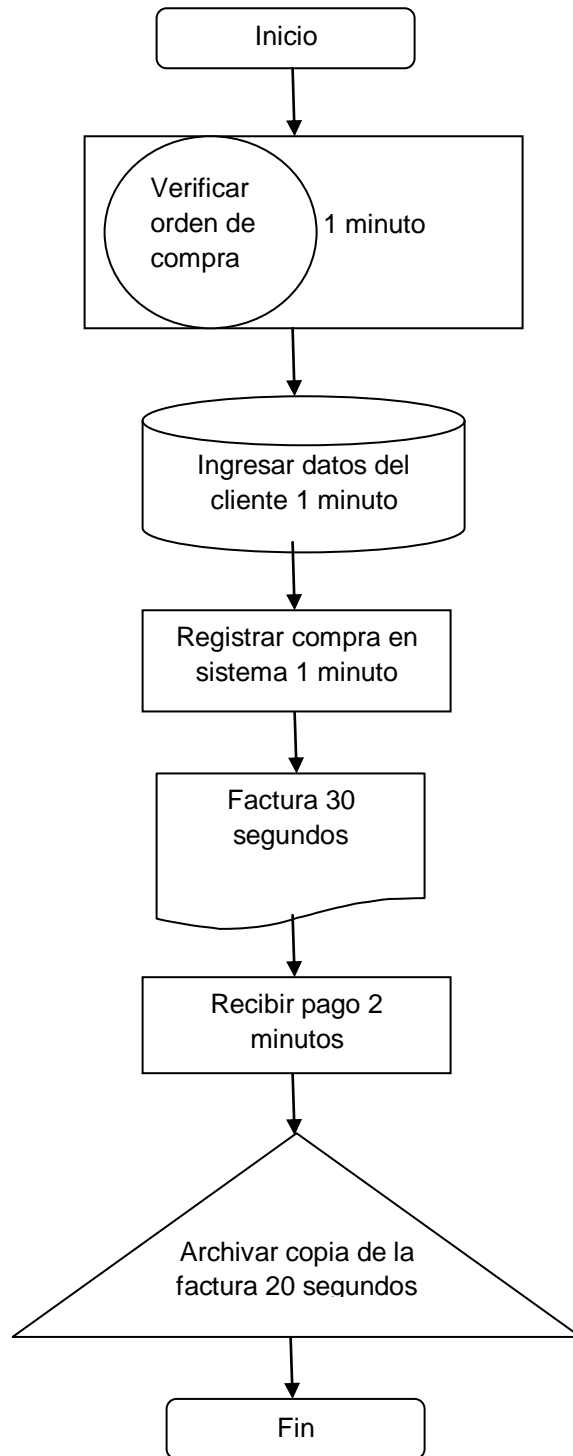 Inicio
Verificar
orden de
compra
1 minuto
Ingresar datos del
cliente 1 minuto
Registrar compra en
sistema 1 minuto
Factura 30
segundos
Recibir pago 2
minutos
Archivar copia de la
factura 20 segundos
Fin